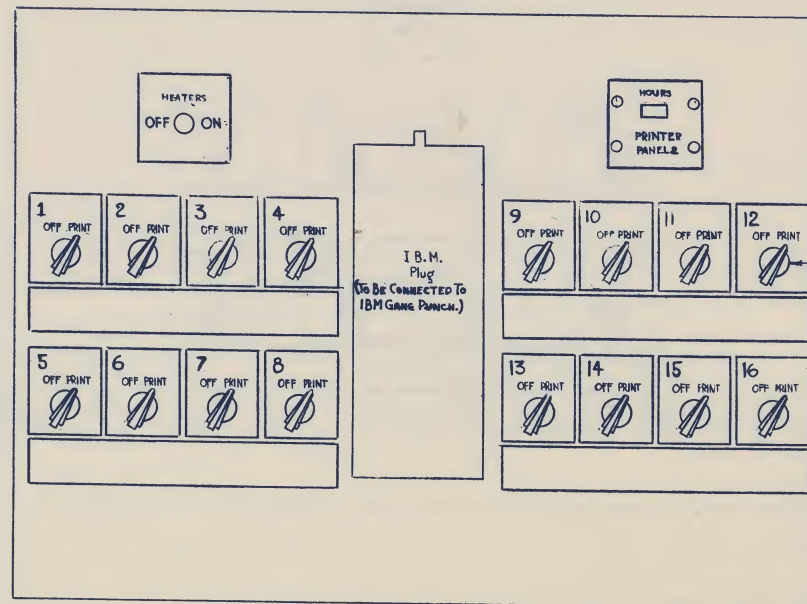 HEATERS
OFF ON
HOURS
PRINTER
PANEL 2
1 OFF PRINT
2 OFF PRINT
3 OFF PRINT
4 OFF PRINT
I B.M.
Plug
(TO BE CONNECTED TO
IBM GANG PUNCH.)
9 OFF PRINT
10 OFF PRINT
11 OFF PRINT
12 OFF PRINT
5 OFF PRINT
6 OFF PRINT
7 OFF PRINT
8 OFF PRINT
13 OFF PRINT
14 OFF PRINT
15 OFF PRINT
16 OFF PRINT